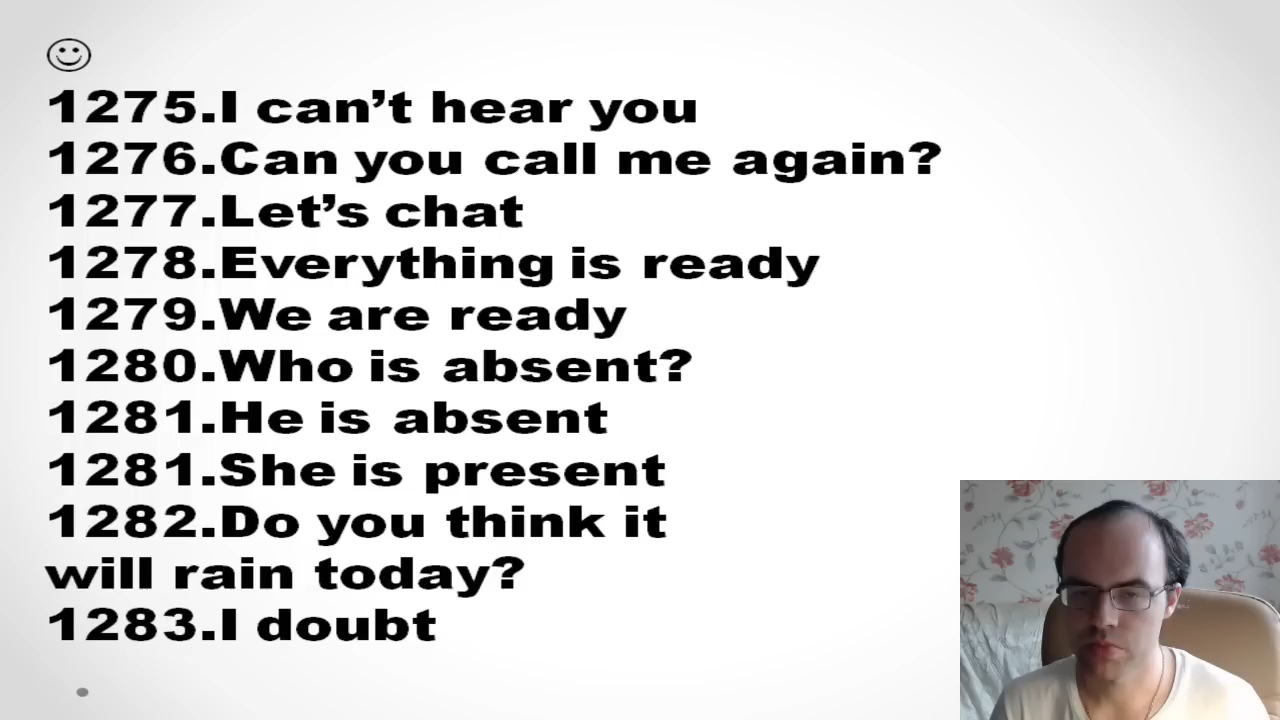 1275.I can’t hear you
1276.Can you call me again?
1277.Let’s chat
1278.Everything is ready
1279.We are ready
1280.Who is absent?
1281.He is absent
1281.She is present
1282.Do you think it
will rain today?
1283.I doubt